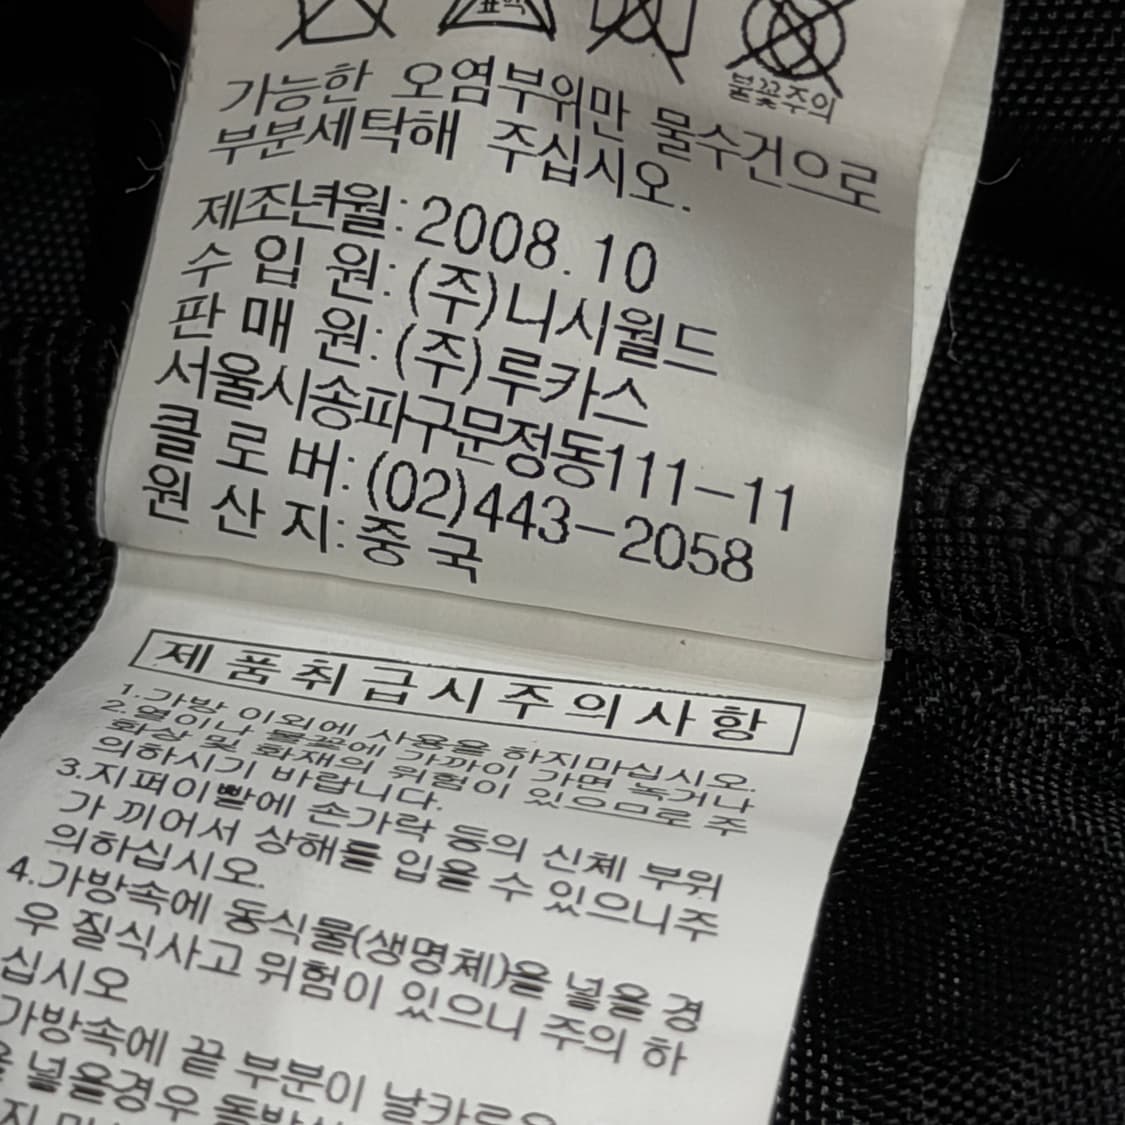 표백
불꽃주의
가능한 오염부위만 물수건으로
부분세탁해 주십시오.
제조년월: 2008.10
수 입 원: (주)니시월드
판 매 원: (주)루카스
서울시송파구문정동111-11
클 로 버: (02)443-2058
원 산 지: 중 국
제 품 취 급 시 주 의 사 항
1.가방 이외에 사용을 하지마십시오.
2.열이나 불꽃에 가까이 가면 녹거나
화상 및 화재의 위험이 있으므로 주
의하시기 바랍니다.
3.지퍼이빨에 손가락 등의 신체 부위
가 끼어서 상해를 입을 수 있으니주
의하십시오.
4.가방속에 동식물(생명체)을 넣을 경
우 질식사고 위험이 있으니 주의 하
십시오
가방속에 끝 부분이 날카로운
넣을경우